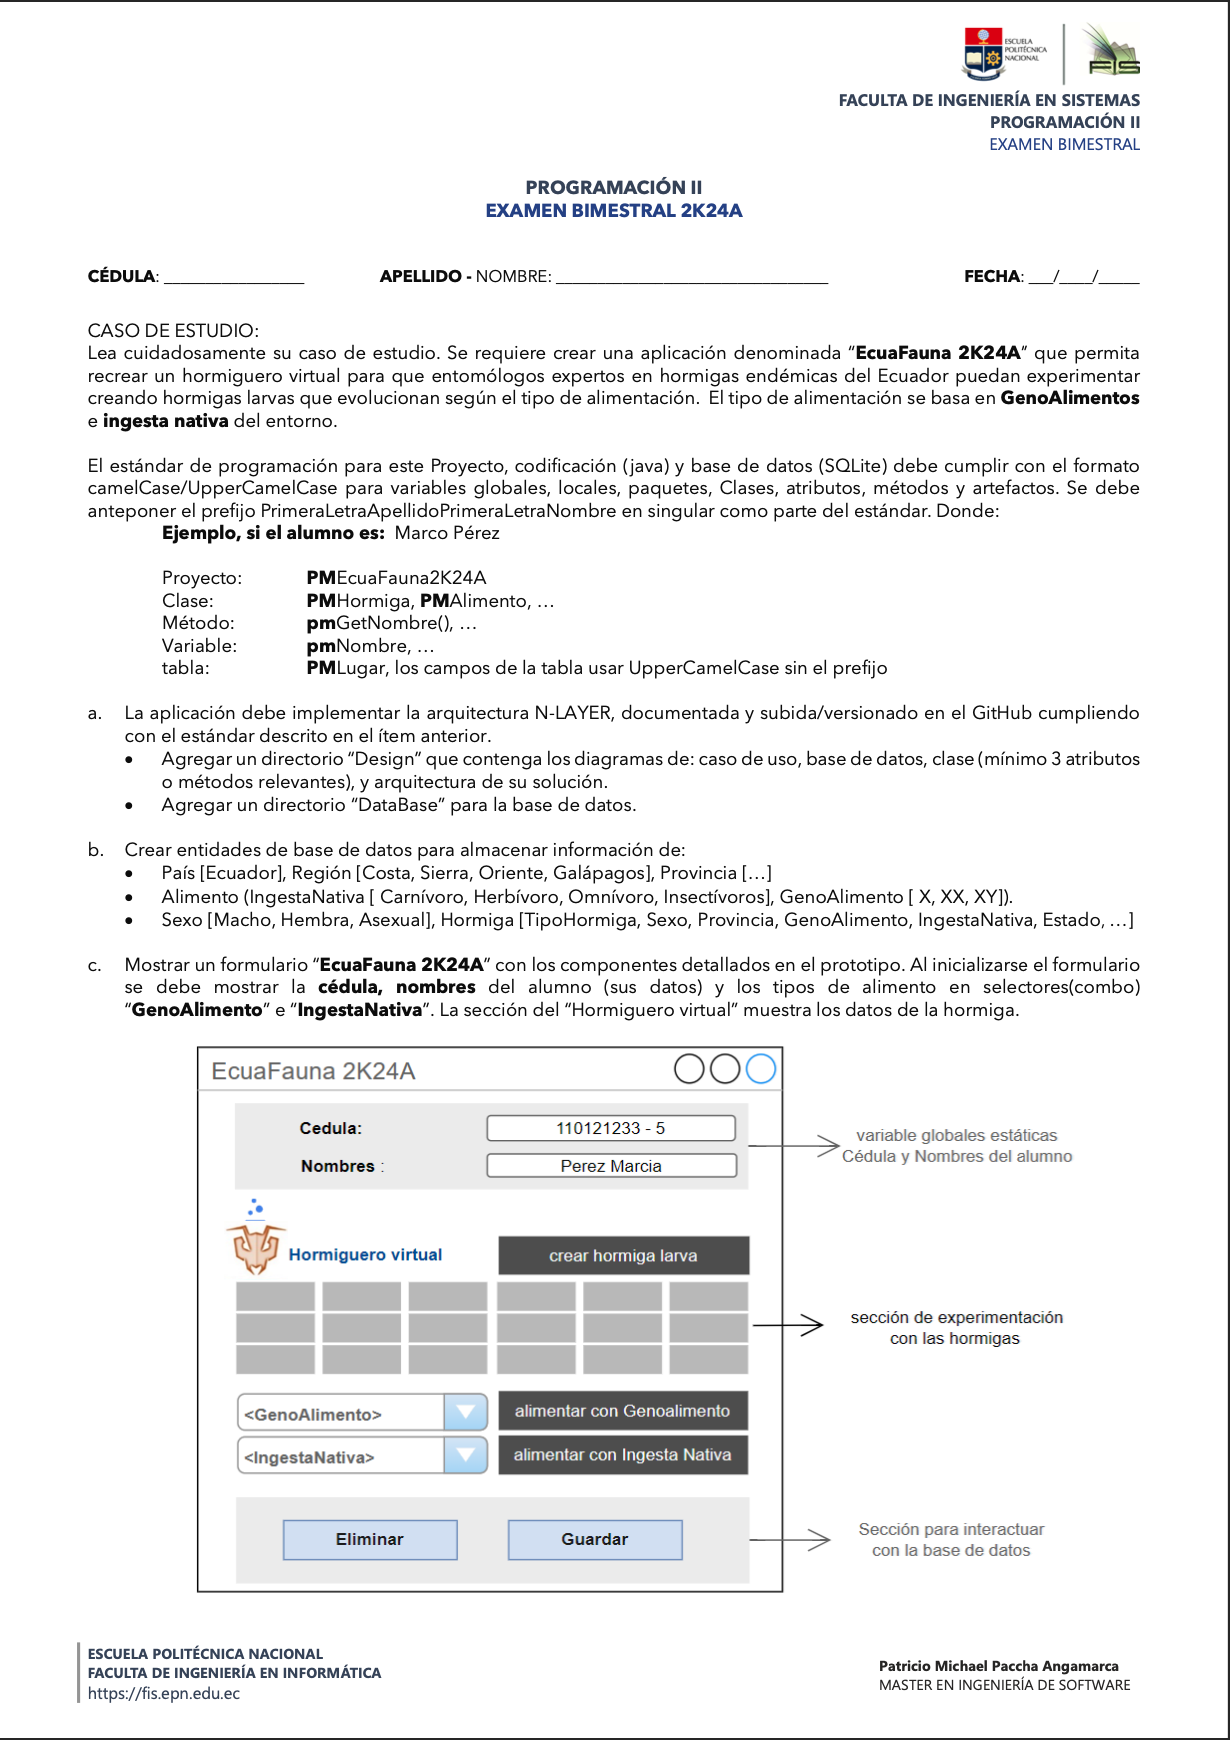 ESCUELA
POLITÉCNICA
NACIONAL
FIS
FACULTA DE INGENIERÍA EN SISTEMAS
PROGRAMACIÓN II
EXAMEN BIMESTRAL
PROGRAMACIÓN II
EXAMEN BIMESTRAL 2K24A
CÉDULA: _______________ APELLIDO - NOMBRE: _____________________________ FECHA: ___/____/_____
CASO DE ESTUDIO:
Lea cuidadosamente su caso de estudio. Se requiere crear una aplicación denominada “EcuaFauna 2K24A” que permita
recrear un hormiguero virtual para que entomólogos expertos en hormigas endémicas del Ecuador puedan experimentar
creando hormigas larvas que evolucionan según el tipo de alimentación. El tipo de alimentación se basa en GenoAlimentos
e ingesta nativa del entorno.
El estándar de programación para este Proyecto, codificación (java) y base de datos (SQLite) debe cumplir con el formato
camelCase/UpperCamelCase para variables globales, locales, paquetes, Clases, atributos, métodos y artefactos. Se debe
anteponer el prefijo PrimeraLetraApellidoPrimeraLetraNombre en singular como parte del estándar. Donde:
Ejemplo, si el alumno es: Marco Pérez
Proyecto: PMEcuaFauna2K24A
Clase: PMHormiga, PMAlimento, …
Método: pmGetNombre(), …
Variable: pmNombre, …
tabla: PMLugar, los campos de la tabla usar UpperCamelCase sin el prefijo
a. La aplicación debe implementar la arquitectura N-LAYER, documentada y subida/versionado en el GitHub cumpliendo
con el estándar descrito en el ítem anterior.
• Agregar un directorio “Design” que contenga los diagramas de: caso de uso, base de datos, clase (mínimo 3 atributos
o métodos relevantes), y arquitectura de su solución.
• Agregar un directorio “DataBase” para la base de datos.
b. Crear entidades de base de datos para almacenar información de:
• País [Ecuador], Región [Costa, Sierra, Oriente, Galápagos], Provincia […]
• Alimento (IngestaNativa [ Carnívoro, Herbívoro, Omnívoro, Insectívoros], GenoAlimento [ X, XX, XY]).
• Sexo [Macho, Hembra, Asexual], Hormiga [TipoHormiga, Sexo, Provincia, GenoAlimento, IngestaNativa, Estado, …]
c. Mostrar un formulario “EcuaFauna 2K24A” con los componentes detallados en el prototipo. Al inicializarse el formulario
se debe mostrar la cédula, nombres del alumno (sus datos) y los tipos de alimento en selectores(combo)
“GenoAlimento” e “IngestaNativa”. La sección del “Hormiguero virtual” muestra los datos de la hormiga.
EcuaFauna 2K24A
Cedula: 110121233 - 5
Nombres : Perez Marcia
variable globales estáticas
Cédula y Nombres del alumno
Hormiguero virtual crear hormiga larva
sección de experimentación
con las hormigas
<GenoAlimento> alimentar con Genoalimento
<IngestaNativa> alimentar con Ingesta Nativa
Eliminar Guardar
Sección para interactuar
con la base de datos
ESCUELA POLITÉCNICA NACIONAL
FACULTA DE INGENIERÍA EN INFORMÁTICA
https://fis.epn.edu.ec
Patricio Michael Paccha Angamarca
MASTER EN INGENIERÍA DE SOFTWARE